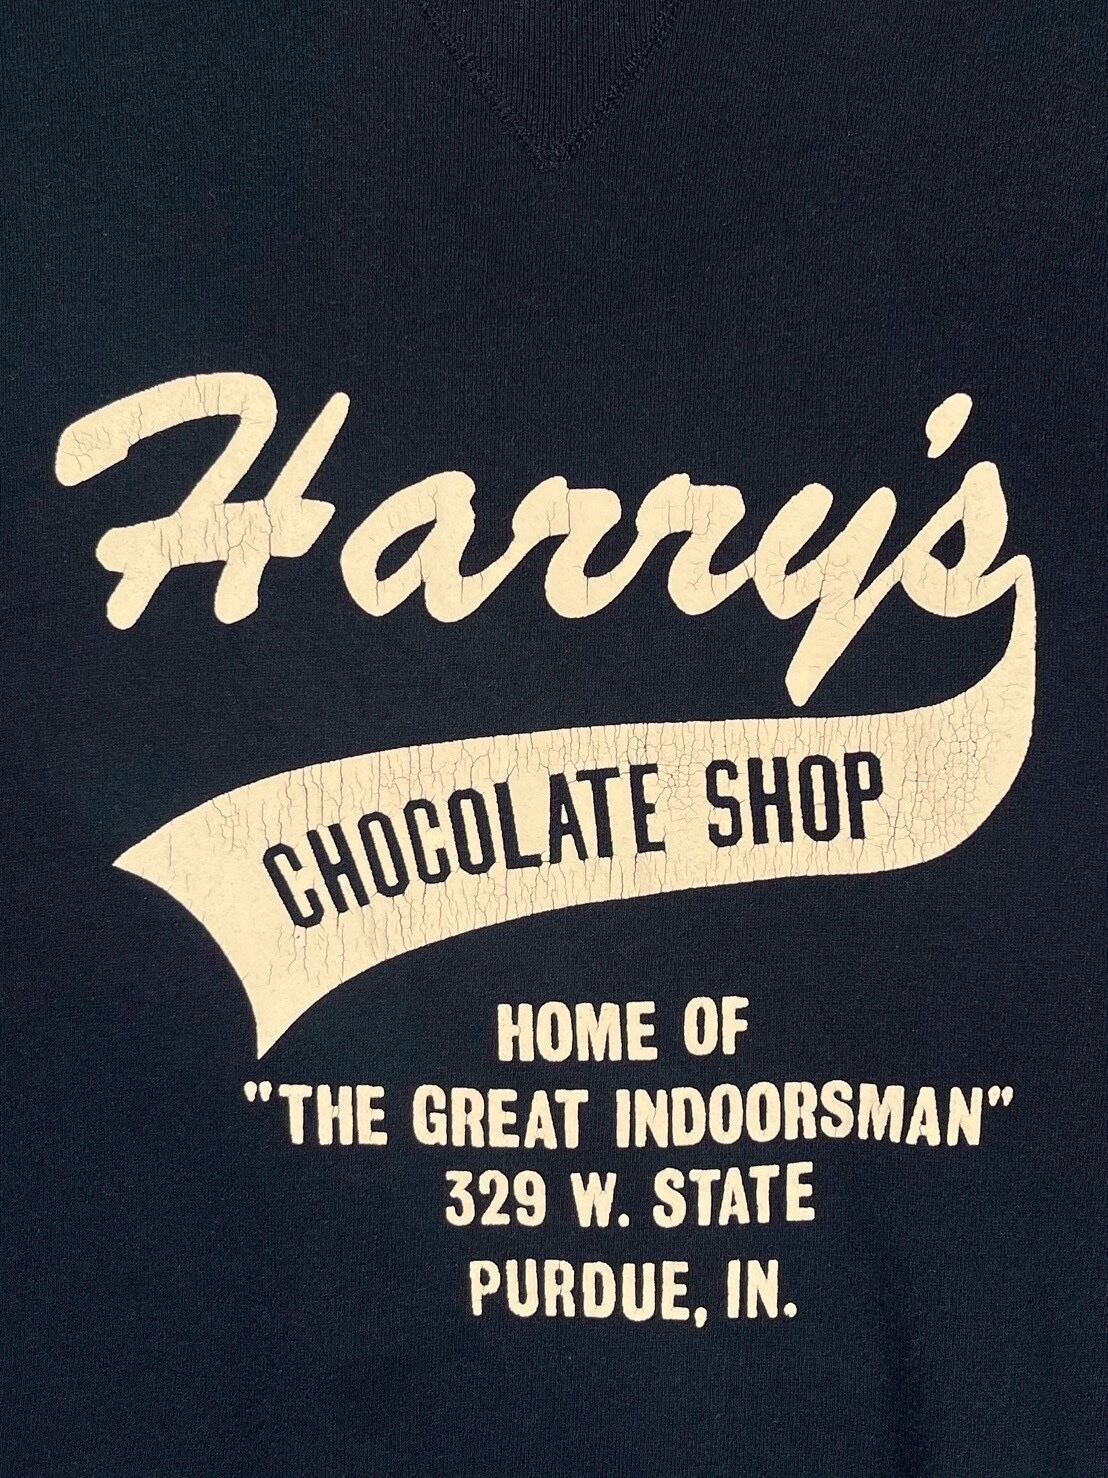 Harry's
CHOCOLATE SHOP
HOME OF
"THE GREAT INDOORSMAN"
329 W. STATE
PURDUE, IN.